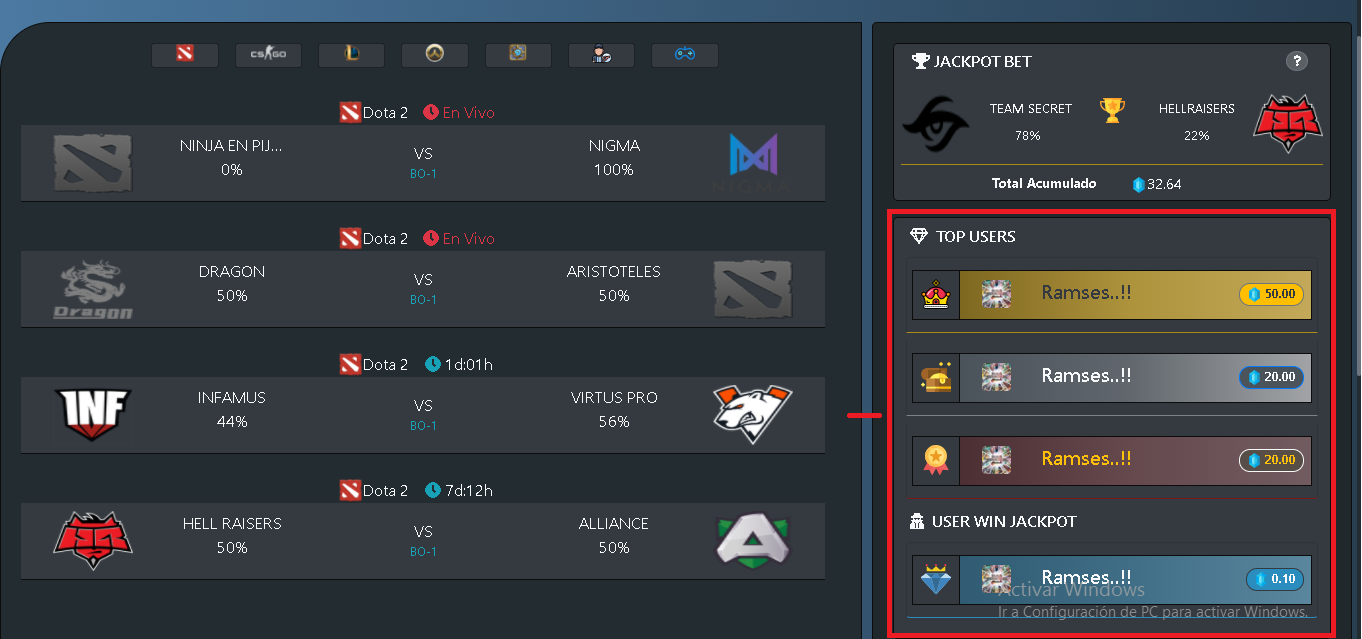 CS GO
Dota 2 En Vivo
NINJA EN PIJ... VS NIGMA
0% BO-1 100%
NIGMA
Dota 2 En Vivo
DRAGON VS ARISTOTELES
50% BO-1 50%
Dragon
Dota 2 1d:01h
INF
INFAMUS VS VIRTUS PRO
44% BO-1 56%
Dota 2 7d:12h
HELL RAISERS VS ALLIANCE
50% BO-1 50%
JACKPOT BET ?
TEAM SECRET HELLRAISERS
78% 22%
Total Acumulado 32.64
TOP USERS
Ramses..!! 50.00
Ramses..!! 20.00
Ramses..!! 20.00
USER WIN JACKPOT
Ramses..!! 0.10
Activar Windows
Ir a Configuración de PC para activar Windows.